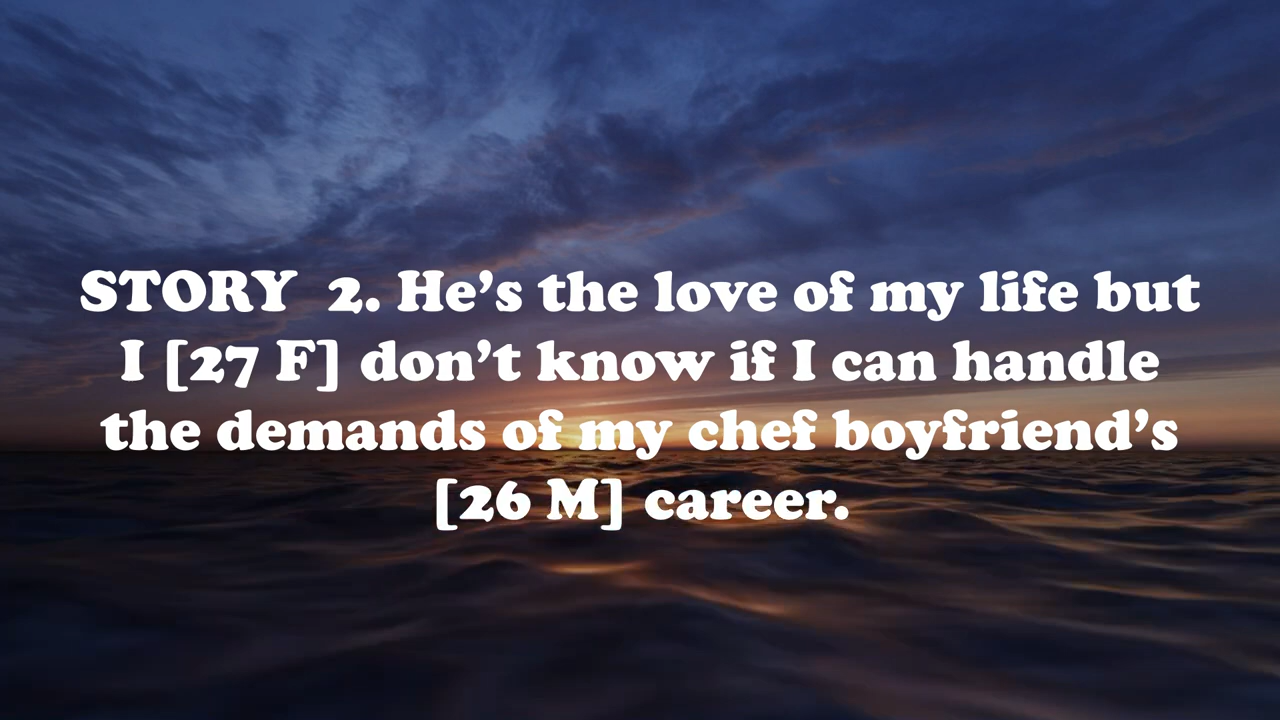 STORY  2. He’s the love of my life but
I [27 F] don’t know if I can handle
the demands of my chef boyfriend’s
[26 M] career.